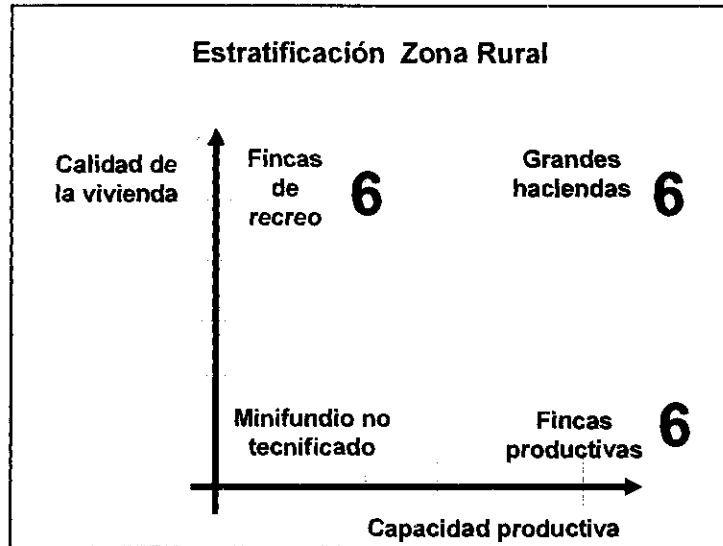 Estratificación Zona Rural
Calidad de
la vivienda
Fincas
de
recreo
6
Grandes
haciendas
6
Minifundio no
tecnificado
Fincas
productivas
6
Capacidad productiva